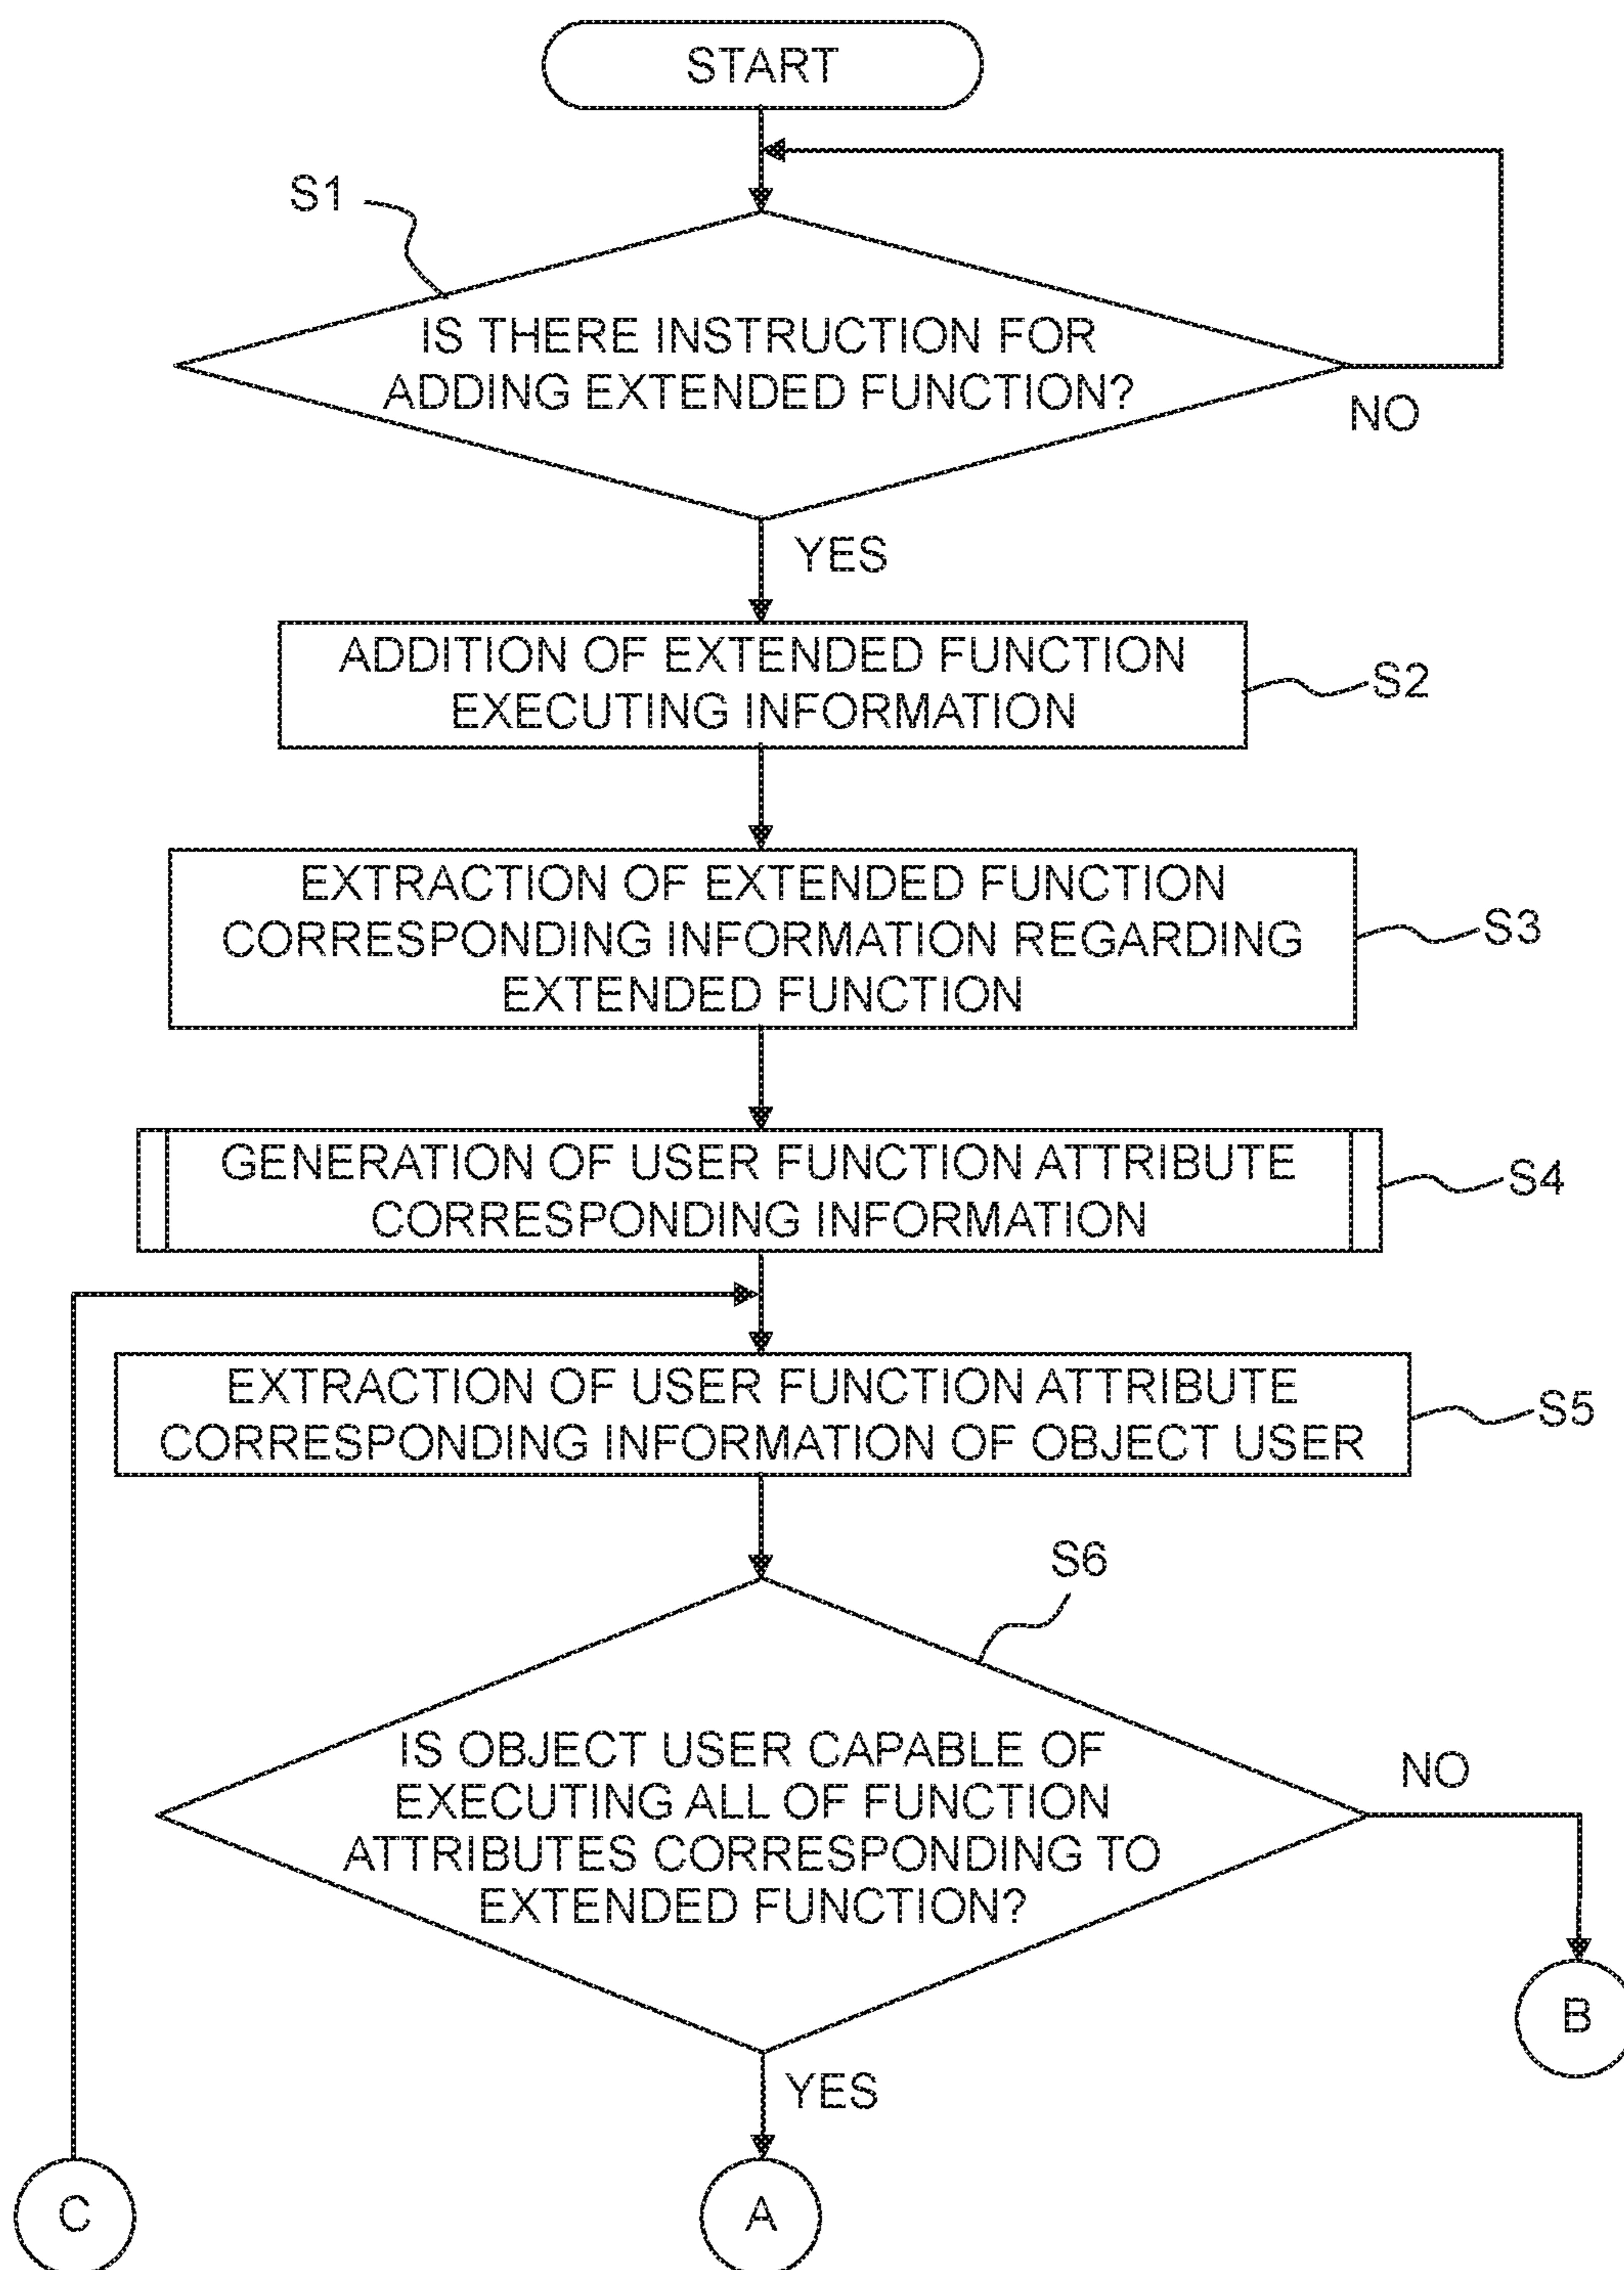 START
S1
IS THERE INSTRUCTION FOR
ADDING EXTENDED FUNCTION?
NO
YES
ADDITION OF EXTENDED FUNCTION
EXECUTING INFORMATION
S2
EXTRACTION OF EXTENDED FUNCTION
CORRESPONDING INFORMATION REGARDING
EXTENDED FUNCTION
S3
GENERATION OF USER FUNCTION ATTRIBUTE
CORRESPONDING INFORMATION
S4
EXTRACTION OF USER FUNCTION ATTRIBUTE
CORRESPONDING INFORMATION OF OBJECT USER
S5
S6
IS OBJECT USER CAPABLE OF
EXECUTING ALL OF FUNCTION
ATTRIBUTES CORRESPONDING TO
EXTENDED FUNCTION?
NO
B
YES
C
A